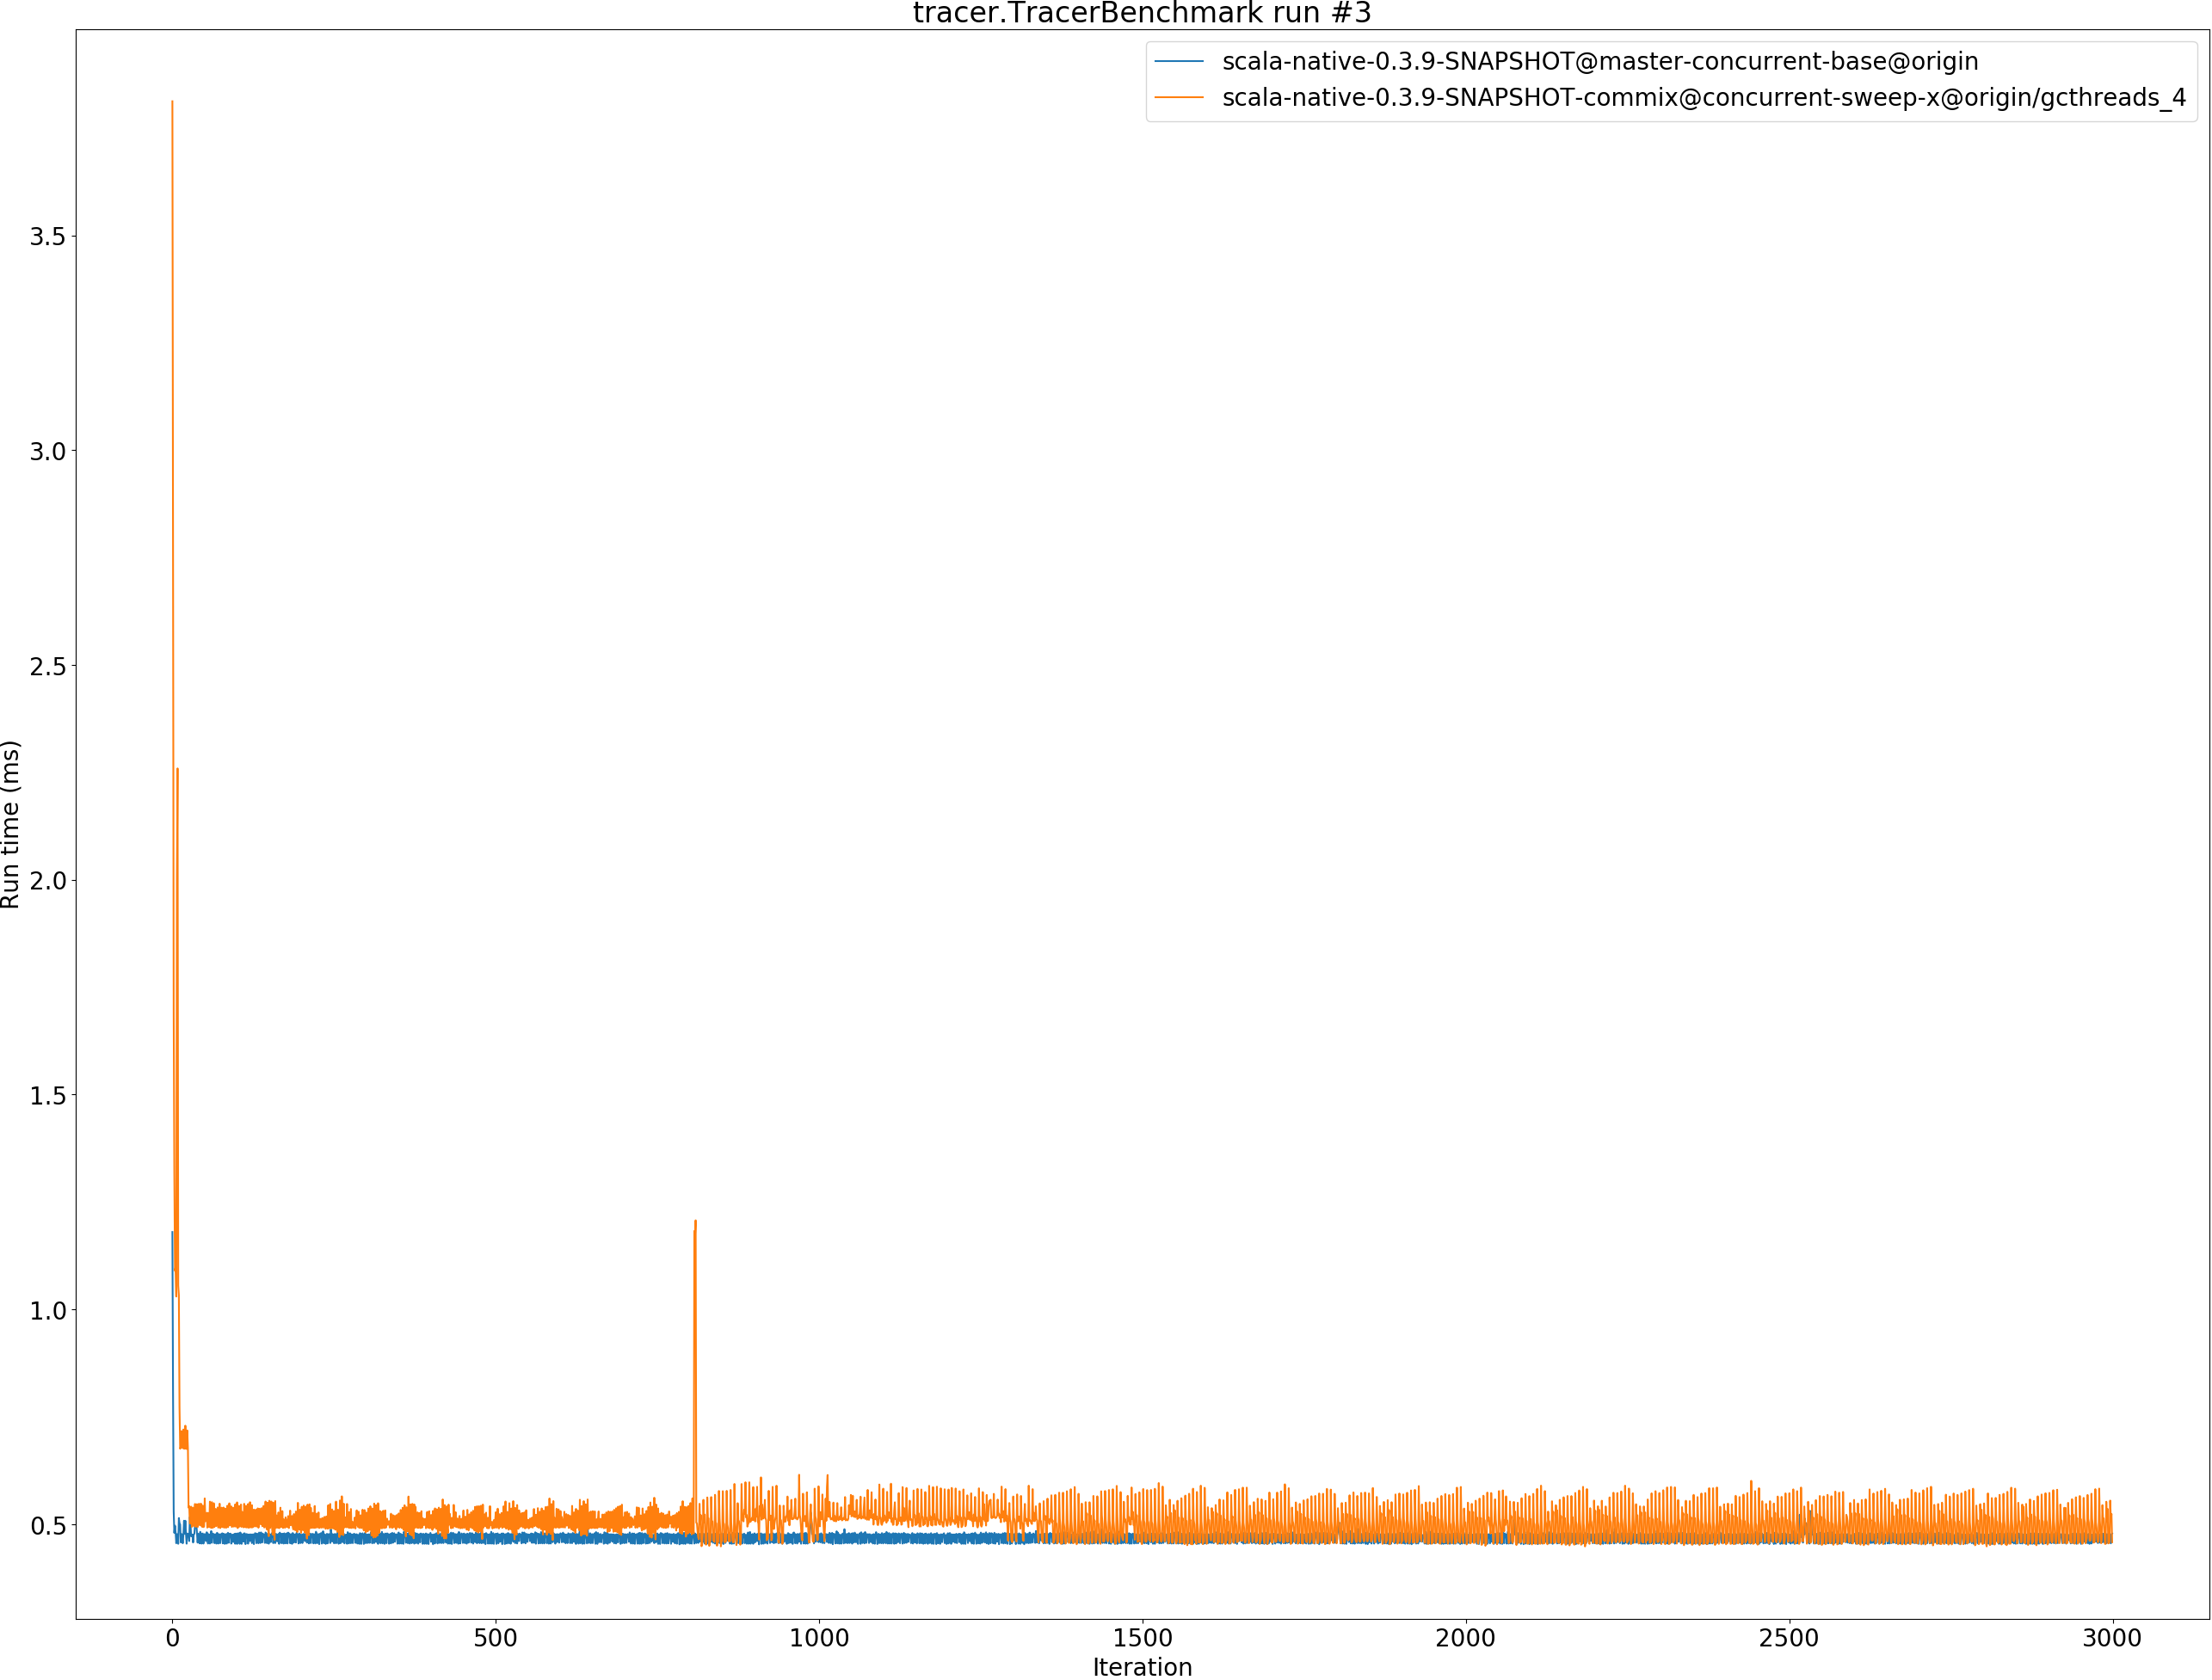 tracer.TracerBenchmark run #3
scala-native-0.3.9-SNAPSHOT@master-concurrent-base@origin
scala-native-0.3.9-SNAPSHOT-commix@concurrent-sweep-x@origin/gcthreads_4
Run time (ms)
3.5
3.0
2.5
2.0
1.5
1.0
0.5
0 500 1000 1500 2000 2500 3000
Iteration